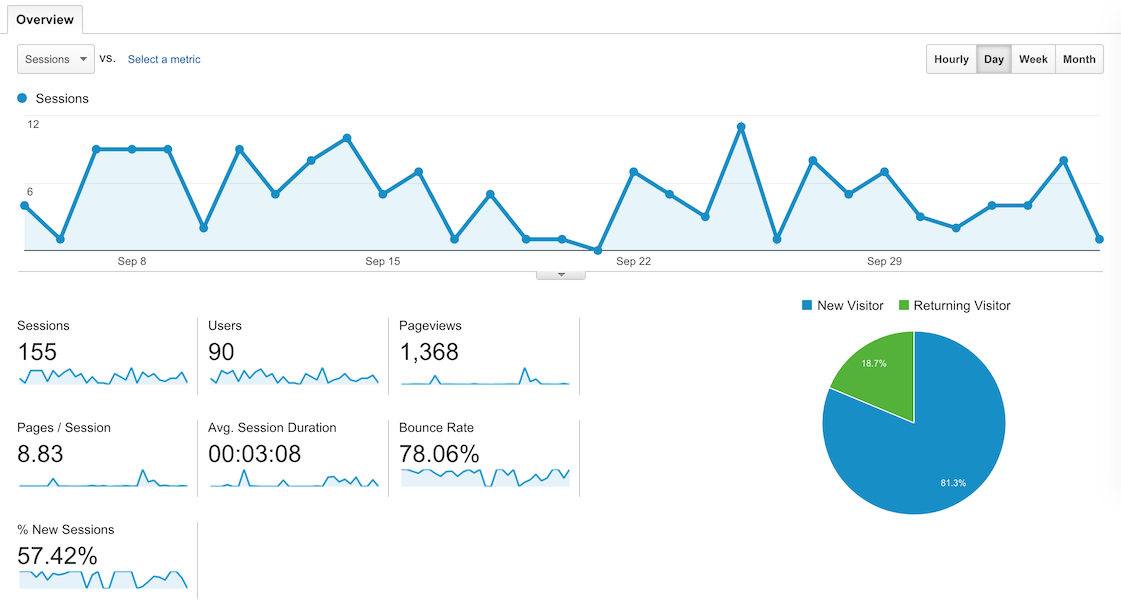 Overview
Sessions vs. Select a metric
Hourly Day Week Month
Sessions
12
6
Sep 8 Sep 15 Sep 22 Sep 29
New Visitor Returning Visitor
Sessions
155
Users
90
Pageviews
1,368
Pages / Session
8.83
Avg. Session Duration
00:03:08
Bounce Rate
78.06%
% New Sessions
57.42%
18.7%
81.3%